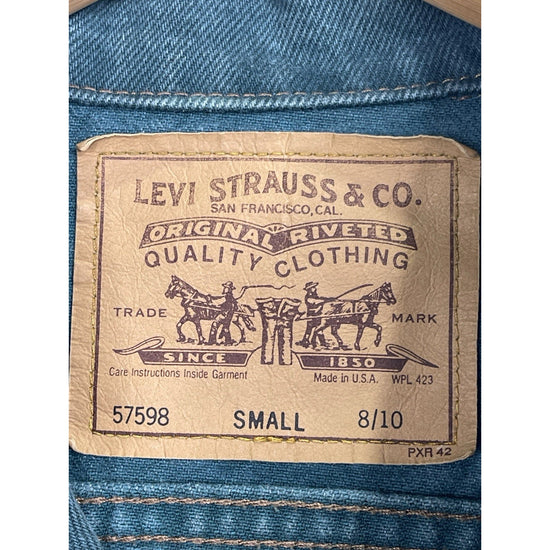 LEVI STRAUSS & CO.
SAN FRANCISCO, CAL.
ORIGINAL RIVETED
QUALITY CLOTHING
TRADE MARK
SINCE 1850
Care Instructions Inside Garment Made in U.S.A. WPL 423
57598 SMALL 8/10
PXR 42